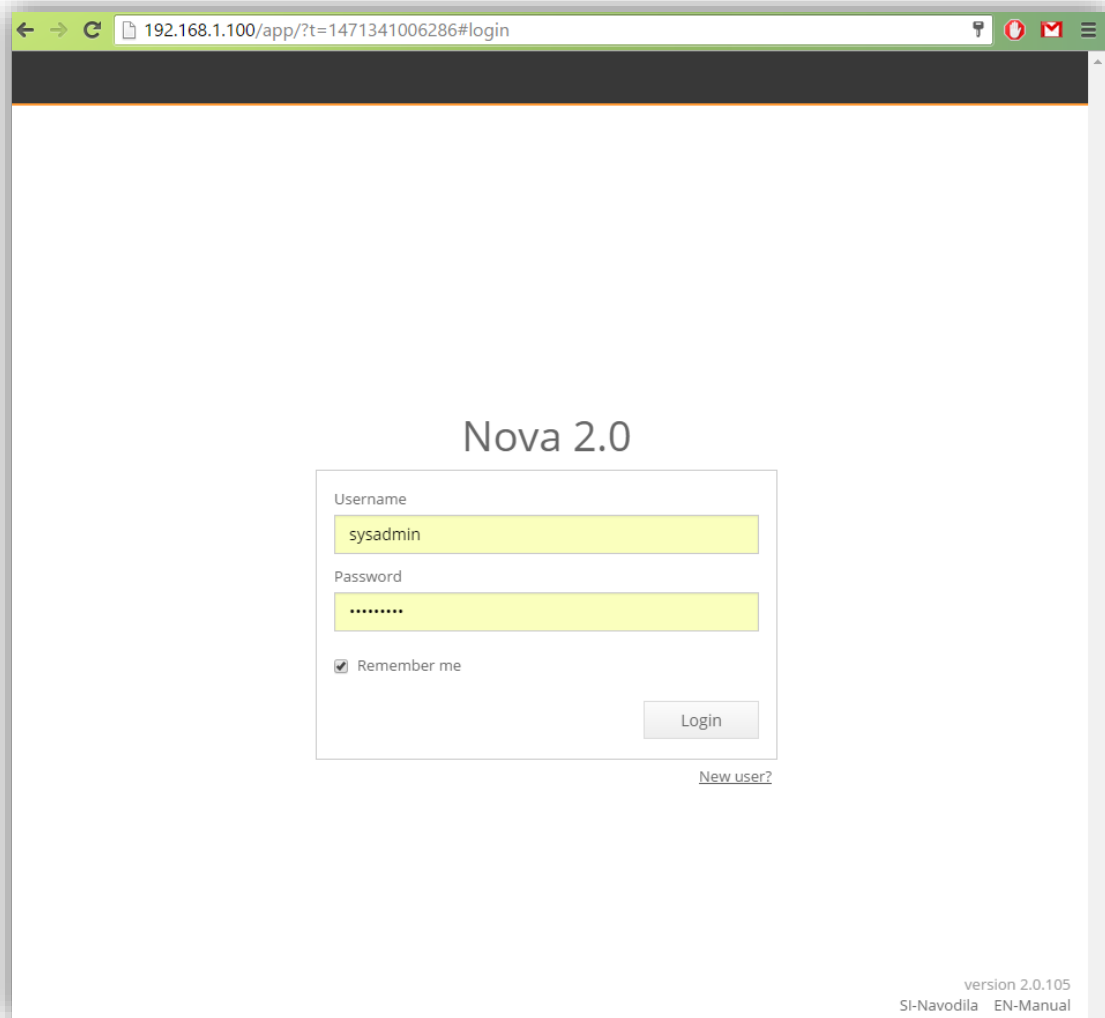 192.168.1.100/app/?t=1471341006286#login
Nova 2.0
Username
sysadmin
Password
•••••••••
Remember me
Login
New user?
version 2.0.105
SI-Navodila EN-Manual